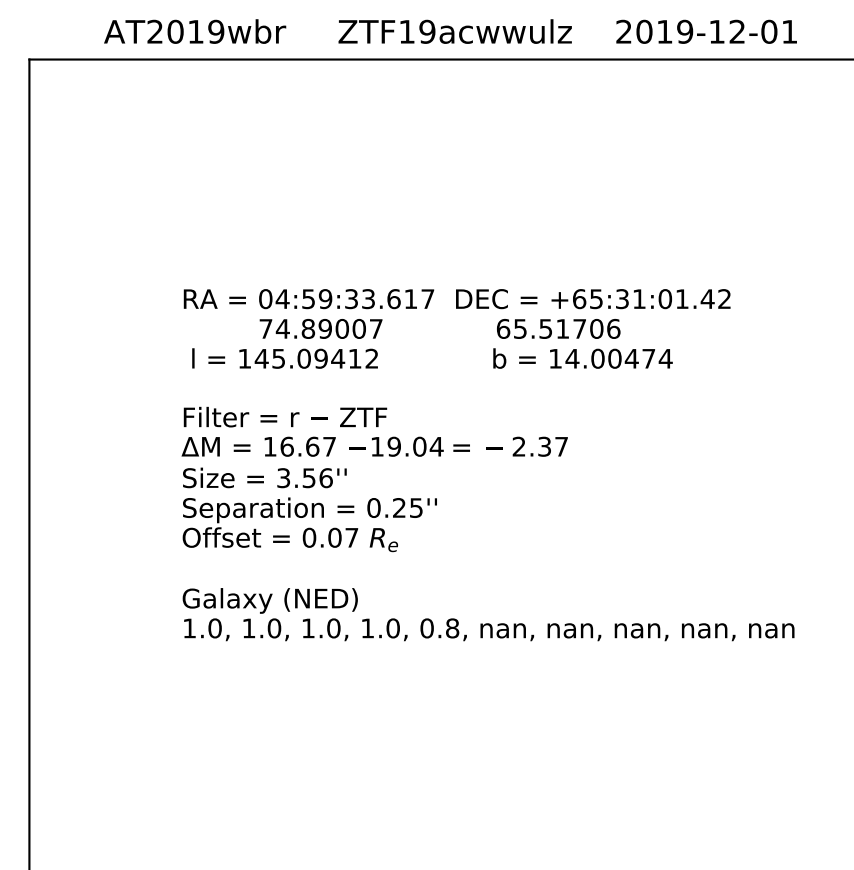 AT2019wbr ZTF19acwwulz 2019-12-01
RA = 04:59:33.617 DEC = +65:31:01.42
74.89007 65.51706
l = 145.09412 b = 14.00474
Filter = r − ZTF
ΔM = 16.67 −19.04 = − 2.37
Size = 3.56''
Separation = 0.25''
Offset = 0.07 Re
Galaxy (NED)
1.0, 1.0, 1.0, 1.0, 0.8, nan, nan, nan, nan, nan